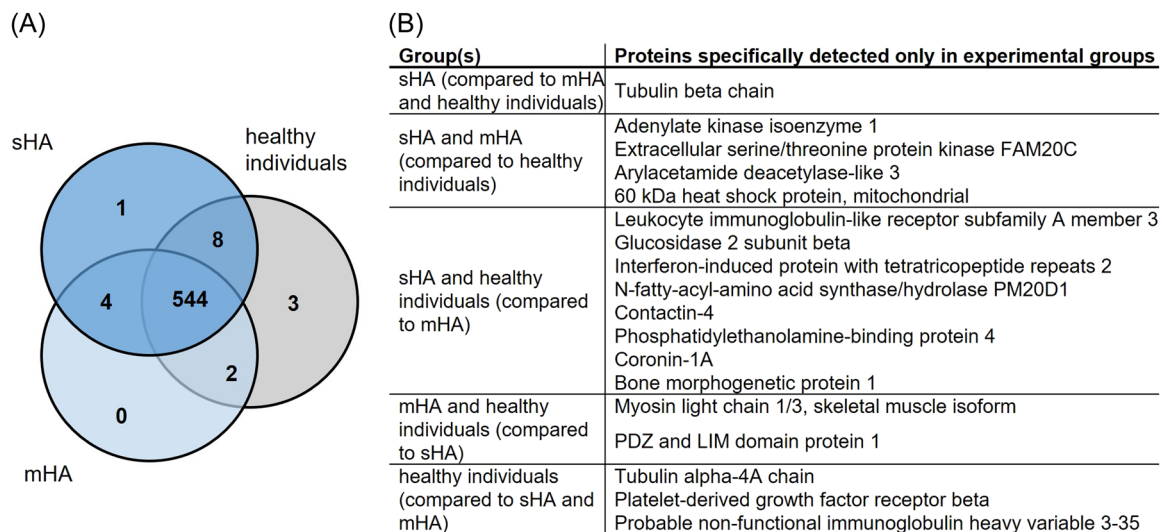 (A)
sHA
healthy
individuals
1
8
4
544
3
2
0
mHA
(B)
Group(s)
Proteins specifically detected only in experimental groups
sHA (compared to mHA
and healthy individuals)
Tubulin beta chain
sHA and mHA
(compared to healthy
individuals)
Adenylate kinase isoenzyme 1
Extracellular serine/threonine protein kinase FAM20C
Arylacetamide deacetylase-like 3
60 kDa heat shock protein, mitochondrial
sHA and healthy
individuals (compared
to mHA)
Leukocyte immunoglobulin-like receptor subfamily A member 3
Glucosidase 2 subunit beta
Interferon-induced protein with tetratricopeptide repeats 2
N-fatty-acyl-amino acid synthase/hydrolase PM20D1
Contactin-4
Phosphatidylethanolamine-binding protein 4
Coronin-1A
Bone morphogenetic protein 1
mHA and healthy
individuals (compared
to sHA)
Myosin light chain 1/3, skeletal muscle isoform
PDZ and LIM domain protein 1
healthy individuals
(compared to sHA and
mHA)
Tubulin alpha-4A chain
Platelet-derived growth factor receptor beta
Probable non-functional immunoglobulin heavy variable 3-35